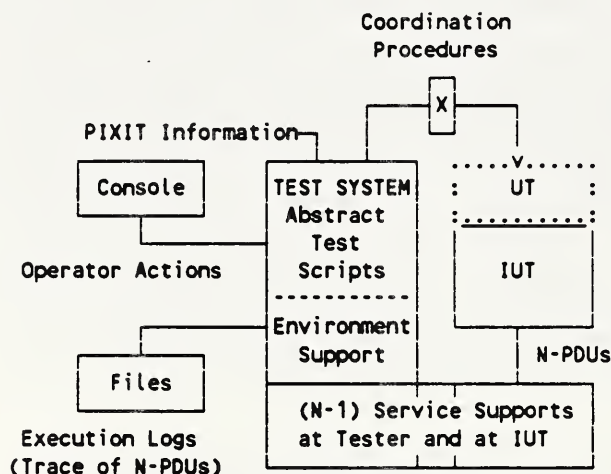 Coordination
Procedures
X
PIXIT Information
Console
TEST SYSTEM
Abstract
Test
Scripts
UT
Operator Actions
IUT
Environment
Support
N-PDUs
Files
(N-1) Service Supports
at Tester and at IUT
Execution Logs
(Trace of N-PDUs)